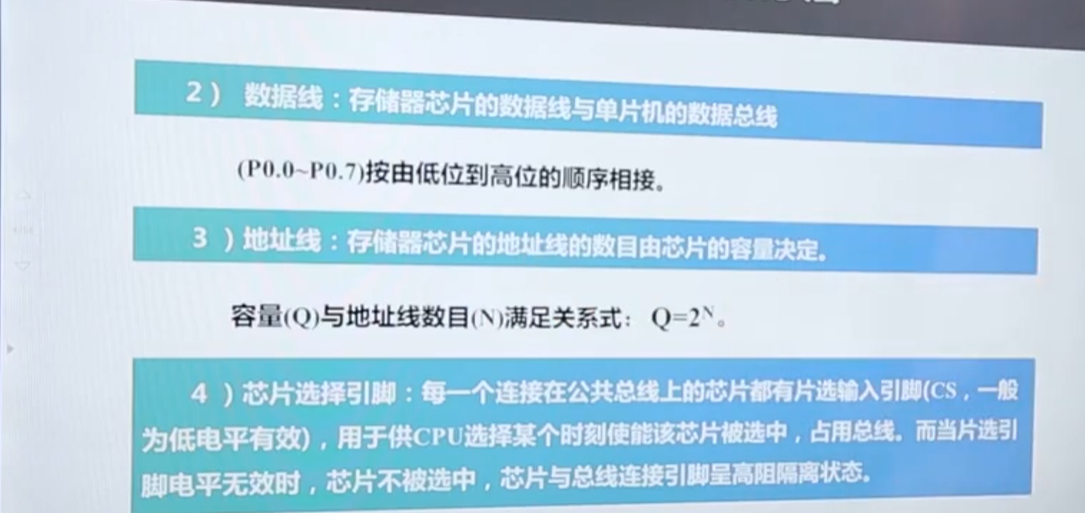 2） 数据线：存储器芯片的数据线与单片机的数据总线
(P0.0~P0.7)按由低位到高位的顺序相接。
3 ）地址线：存储器芯片的地址线的数目由芯片的容量决定。
容量(Q)与地址线数目(N)满足关系式： Q=2ᴺ。
4 ）芯片选择引脚：每一个连接在公共总线上的芯片都有片选输入引脚(CS，一般
为低电平有效)，用于供CPU选择某个时刻使能该芯片被选中，占用总线。而当片选引
脚电平无效时，芯片不被选中，芯片与总线连接引脚呈高阻隔离状态。